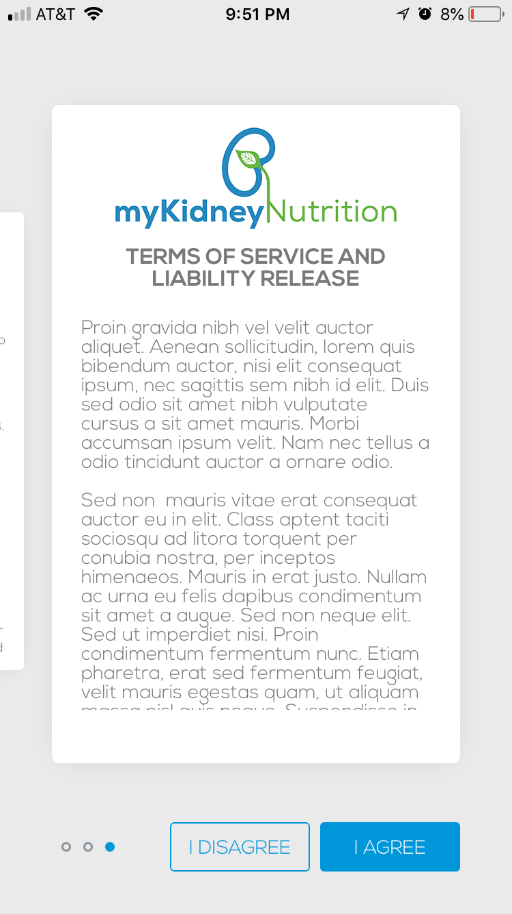 AT&T 9:51 PM 8%
myKidneyNutrition
TERMS OF SERVICE AND
LIABILITY RELEASE
Proin gravida nibh vel velit auctor
aliquet. Aenean sollicitudin, lorem quis
bibendum auctor, nisi elit consequat
ipsum, nec sagittis sem nibh id elit. Duis
sed odio sit amet nibh vulputate
cursus a sit amet mauris. Morbi
accumsan ipsum velit. Nam nec tellus a
odio tincidunt auctor a ornare odio.
Sed non  mauris vitae erat consequat
auctor eu in elit. Class aptent taciti
sociosqu ad litora torquent per
conubia nostra, per inceptos
himenaeos. Mauris in erat justo. Nullam
ac urna eu felis dapibus condimentum
sit amet a augue. Sed non neque elit.
Sed ut imperdiet nisi. Proin
condimentum fermentum nunc. Etiam
pharetra, erat sed fermentum feugiat,
velit mauris egestas quam, ut aliquam
massa nisl quis neque. Suspendisse in
I DISAGREE
I AGREE